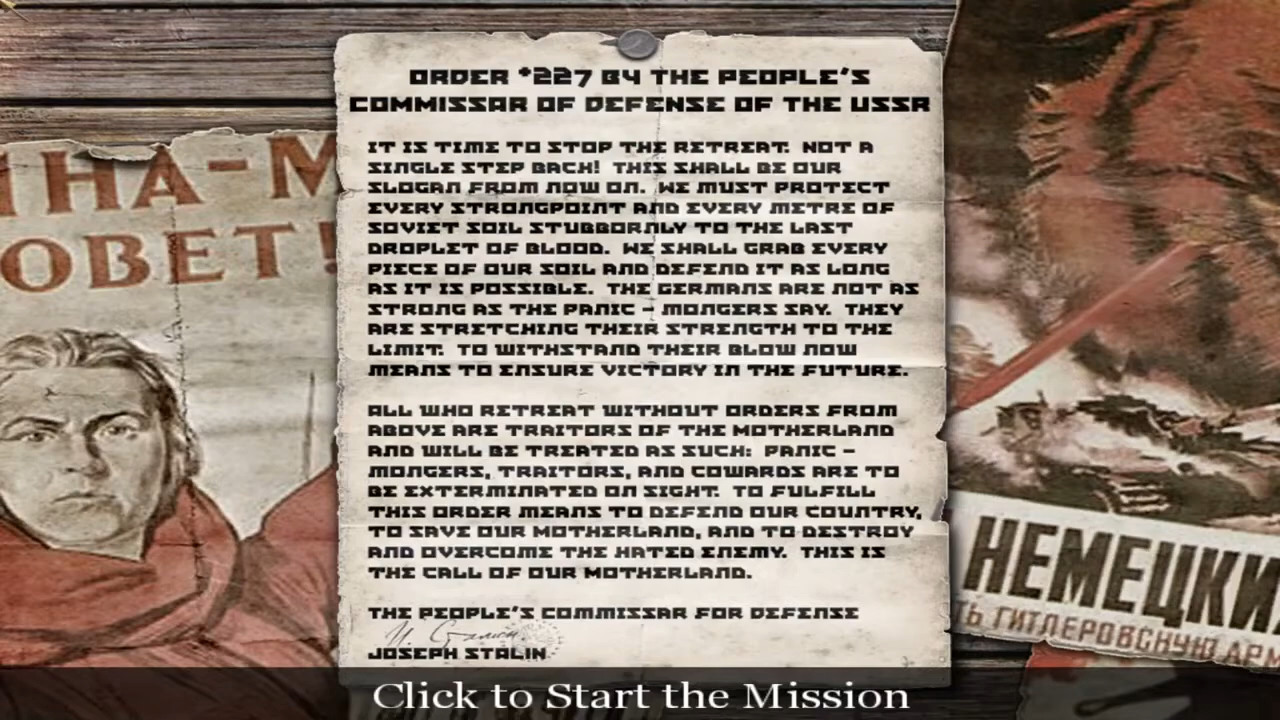 ORDER *227 BY THE PEOPLE'S
COMMISSAR OF DEFENSE OF THE USSR
IT IS TIME TO STOP THE RETREAT. NOT A
SINGLE STEP BACK! THIS SHALL BE OUR
SLOGAN FROM NOW ON. WE MUST PROTECT
EVERY STRONGPOINT AND EVERY METRE OF
SOVIET SOIL STUBBORNLY TO THE LAST
DROPLET OF BLOOD. WE SHALL GRAB EVERY
PIECE OF OUR SOIL AND DEFEND IT AS LONG
AS IT IS POSSIBLE. THE GERMANS ARE NOT AS
STRONG AS THE PANIC - MONGERS SAY. THEY
ARE STRETCHING THEIR STRENGTH TO THE
LIMIT. TO WITHSTAND THEIR BLOW NOW
MEANS TO ENSURE VICTORY IN THE FUTURE.
ALL WHO RETREAT WITHOUT ORDERS FROM
ABOVE ARE TRAITORS OF THE MOTHERLAND
AND WILL BE TREATED AS SUCH: PANIC -
MONGERS, TRAITORS, AND COWARDS ARE TO
BE EXTERMINATED ON SIGHT. TO FULFILL
THIS ORDER MEANS TO DEFEND OUR COUNTRY,
TO SAVE OUR MOTHERLAND, AND TO DESTROY
AND OVERCOME THE HATED ENEMY. THIS IS
THE CALL OF OUR MOTHERLAND.
THE PEOPLE'S COMMISSAR FOR DEFENSE
И. Сталин
JOSEPH STALIN
ИНА-М
ОВЕТ!
НЕМЕЦКИ
ТЬ ГИТЛЕРОВСКУЮ АРМ
Click to Start the Mission